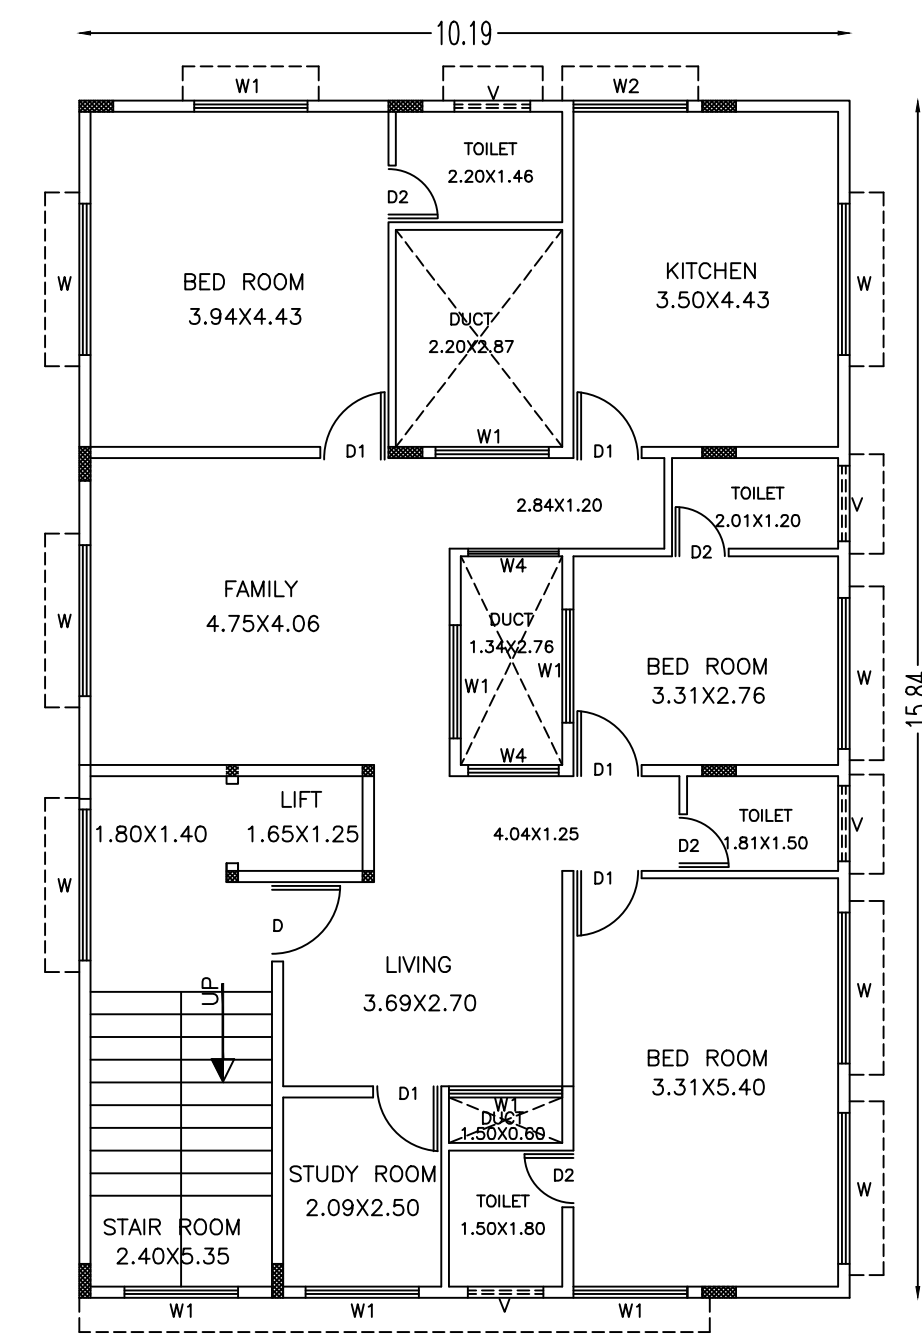 10.19
W1
V
W2
TOILET
2.20X1.46
D2
W
BED ROOM
3.94X4.43
KITCHEN
3.50X4.43
W
DUCT
2.20X2.87
W1
D1
D1
2.84X1.20
TOILET
2.01X1.20
V
D2
W4
FAMILY
4.75X4.06
W
DUCT
1.34X2.76
W1
W1
BED ROOM
3.31X2.76
W
15.84
W4
D1
LIFT
1.80X1.40
1.65X1.25
4.04X1.25
TOILET
1.81X1.50
V
D2
W
D1
D
LIVING
3.69X2.70
W
UP
BED ROOM
3.31X5.40
D1
W1
DUCT
1.50X0.60
STUDY ROOM
2.09X2.50
D2
TOILET
1.50X1.80
W
STAIR ROOM
2.40X5.35
W1
W1
V
W1